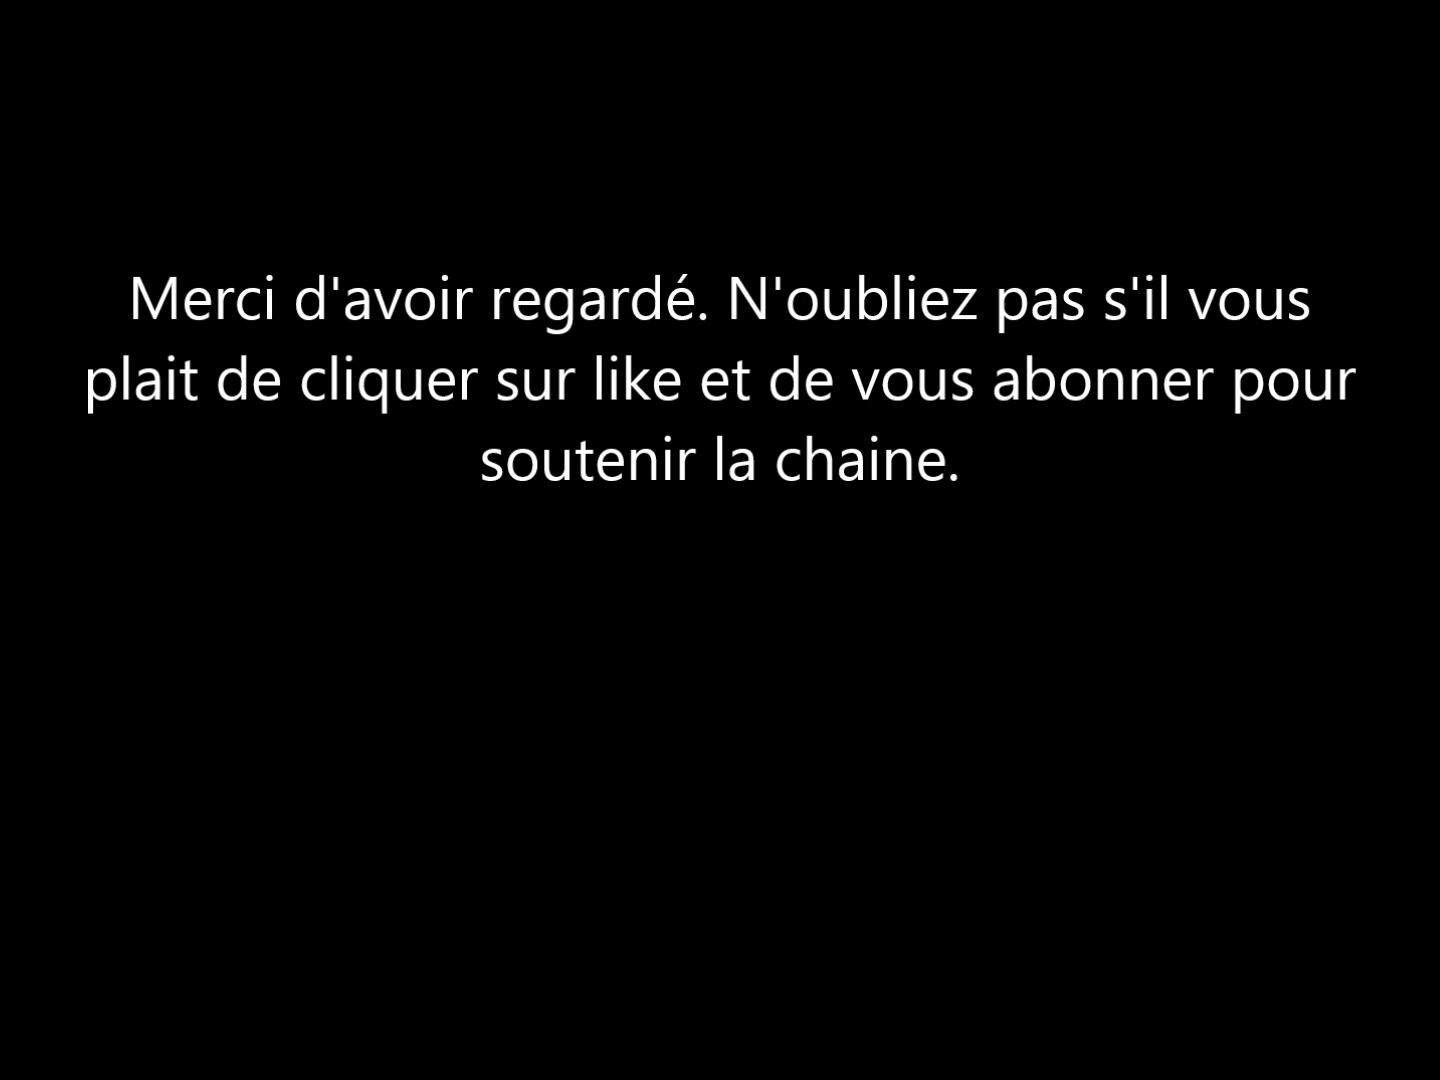 Merci d'avoir regardé. N'oubliez pas s'il vous
plait de cliquer sur like et de vous abonner pour
soutenir la chaine.